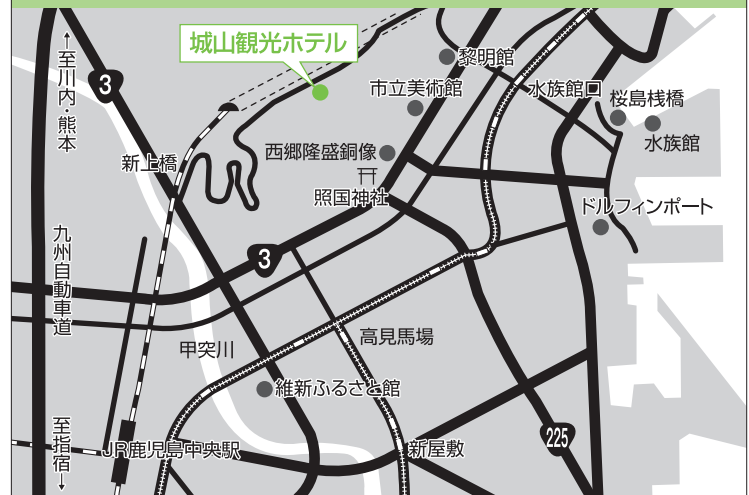 城山観光ホテル
黎明館
↑至川内・熊本
3
市立美術館
水族館口
桜島桟橋
水族館
新上橋
西郷隆盛銅像
照国神社
ドルフィンポート
九州自動車道
3
甲突川
高見馬場
維新ふるさと館
225
至指宿↓
JR鹿児島中央駅
新屋敷